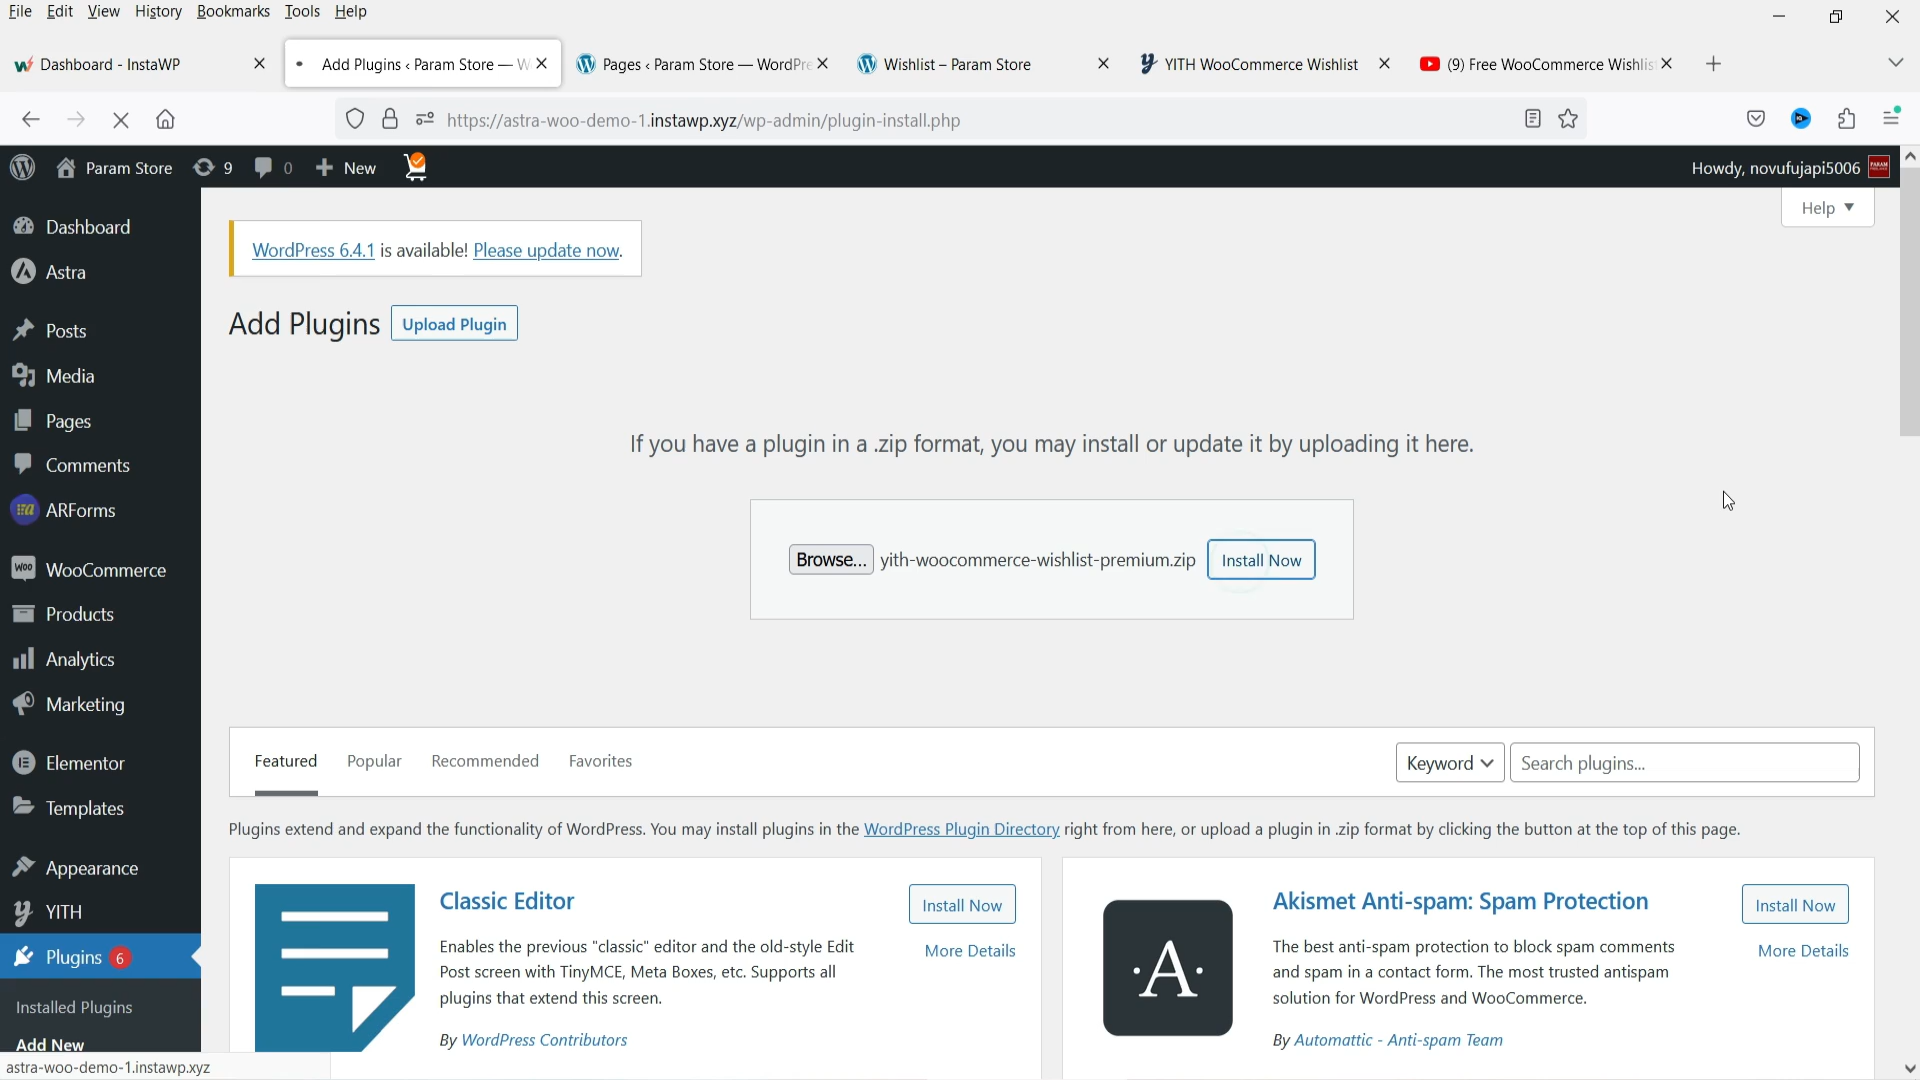 File Edit View History Bookmarks Tools Help
Dashboard - InstaWP
Add Plugins ‹ Param Store — W
Pages ‹ Param Store — WordPre
Wishlist – Param Store
YITH WooCommerce Wishlist
(9) Free WooCommerce Wishlis
https://astra-woo-demo-1.instawp.xyz/wp-admin/plugin-install.php
Param Store 9 0 New
Howdy, novufujapi5006
Help
Dashboard
Astra
Posts
Media
Pages
Comments
ARForms
WooCommerce
Products
Analytics
Marketing
Elementor
Templates
Appearance
YITH
Plugins 6
Installed Plugins
Add New
astra-woo-demo-1.instawp.xyz
WordPress 6.4.1 is available! Please update now.
Add Plugins Upload Plugin
If you have a plugin in a .zip format, you may install or update it by uploading it here.
Browse... yith-woocommerce-wishlist-premium.zip Install Now
Featured Popular Recommended Favorites
Keyword Search plugins...
Plugins extend and expand the functionality of WordPress. You may install plugins in the WordPress Plugin Directory right from here, or upload a plugin in .zip format by clicking the button at the top of this page.
Classic Editor
Install Now
More Details
Enables the previous "classic" editor and the old-style Edit
Post screen with TinyMCE, Meta Boxes, etc. Supports all
plugins that extend this screen.
By WordPress Contributors
·A·
Akismet Anti-spam: Spam Protection
Install Now
More Details
The best anti-spam protection to block spam comments
and spam in a contact form. The most trusted antispam
solution for WordPress and WooCommerce.
By Automattic - Anti-spam Team